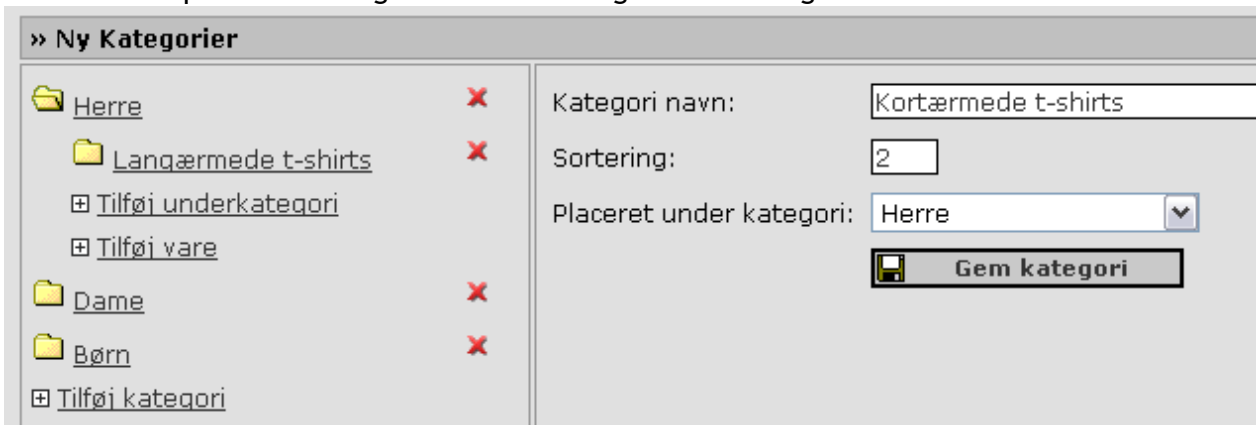 » Ny Kategorier
Herre
Langærmede t-shirts
Tilføj underkategori
Tilføj vare
Dame
Børn
Tilføj kategori
Kategori navn: Kortærmede t-shirts
Sortering: 2
Placeret under kategori: Herre
Gem kategori